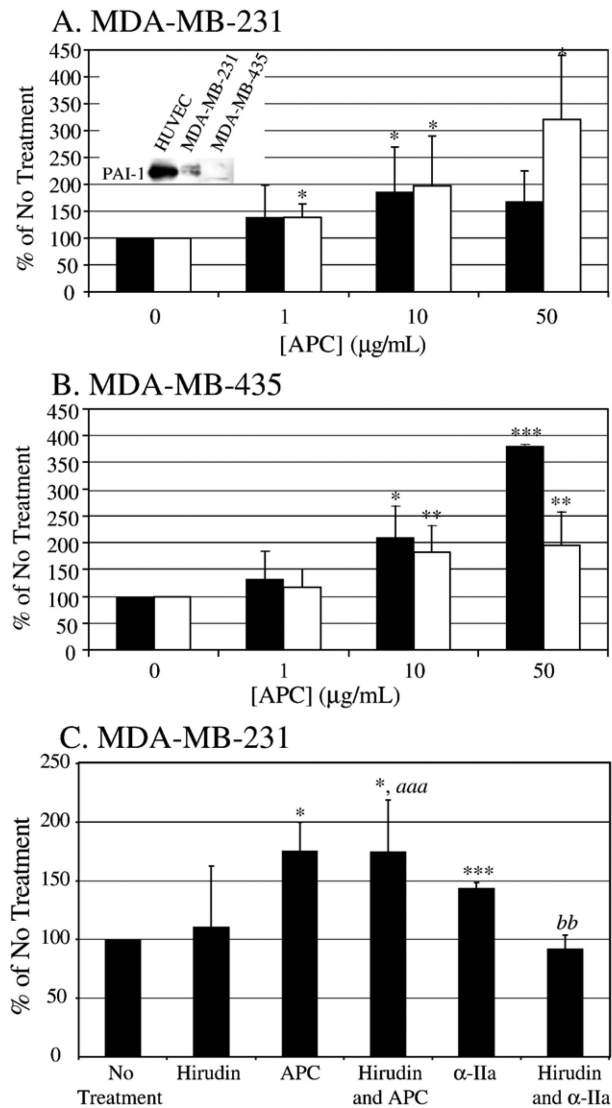 A. MDA-MB-231
450
400
350
300
250
200
150
100
50
0
% of No Treatment
HUVEC
MDA-MB-231
MDA-MB-435
PAI-1
*
*
*
*
0 1 10 50
[APC] (μg/mL)
B. MDA-MB-435
450
400
350
300
250
200
150
100
50
0
% of No Treatment
*
**
***
**
0 1 10 50
[APC] (μg/mL)
C. MDA-MB-231
250
200
150
100
50
0
% of No Treatment
*
*, aaa
***
bb
No Treatment
Hirudin
APC
Hirudin and APC
α-IIa
Hirudin and α-IIa